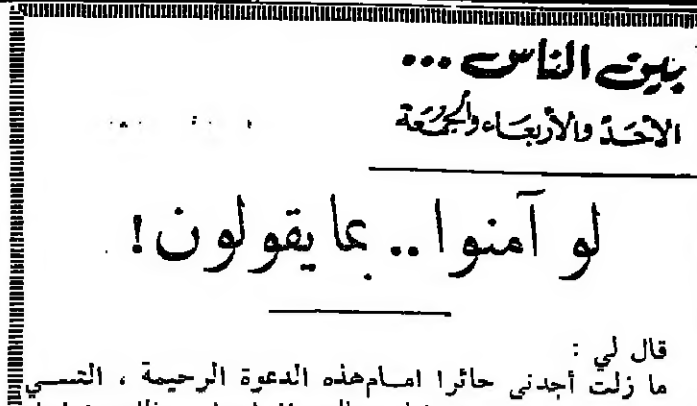 بين الناس ...
الأحد والأربعاء والجمعة
لو آمنوا .. بما يقولون !
قال لي :
ما زلت أجدني حائرا امام هذه الدعوة الرحيمة ، التسي